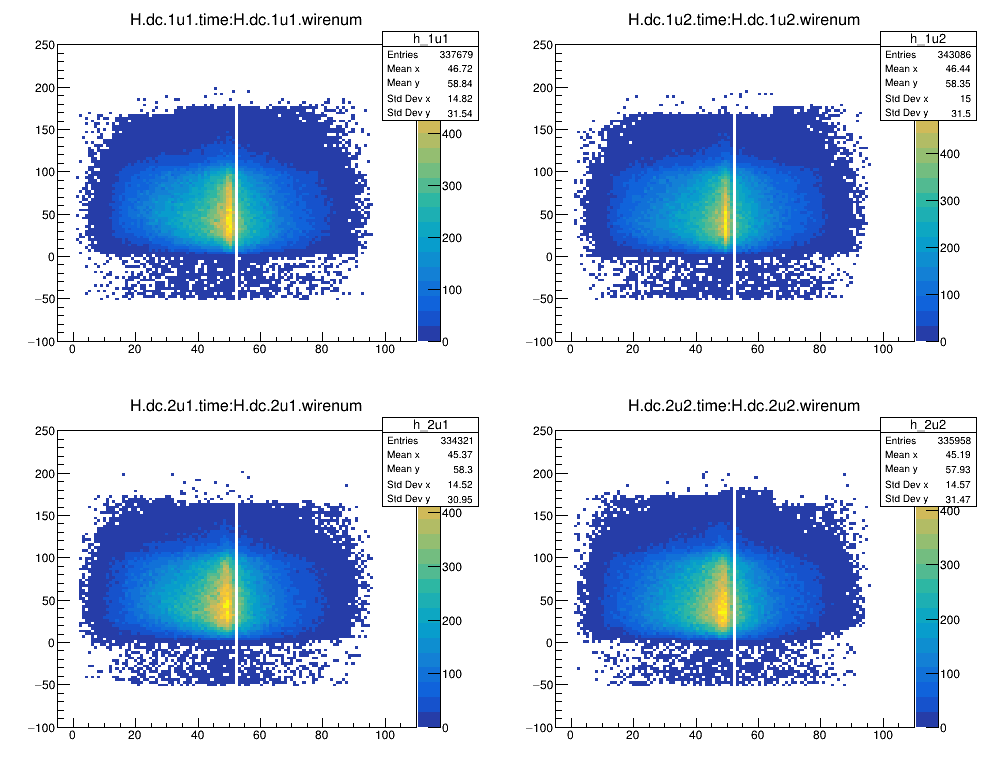 H.dc.1u1.time:H.dc.1u1.wirenum
h_1u1
Entries 337679
Mean x 46.72
Mean y 58.84
Std Dev x 14.82
Std Dev y 31.54
250
200
150
100
50
0
−50
−100
0 20 40 60 80 100
400
300
200
100
0
H.dc.1u2.time:H.dc.1u2.wirenum
h_1u2
Entries 343086
Mean x 46.44
Mean y 58.35
Std Dev x 15
Std Dev y 31.5
250
200
150
100
50
0
−50
−100
0 20 40 60 80 100
400
300
200
100
0
H.dc.2u1.time:H.dc.2u1.wirenum
h_2u1
Entries 334321
Mean x 45.37
Mean y 58.3
Std Dev x 14.52
Std Dev y 30.95
250
200
150
100
50
0
−50
−100
0 20 40 60 80 100
400
300
200
100
0
H.dc.2u2.time:H.dc.2u2.wirenum
h_2u2
Entries 335958
Mean x 45.19
Mean y 57.93
Std Dev x 14.57
Std Dev y 31.47
250
200
150
100
50
0
−50
−100
0 20 40 60 80 100
400
300
200
100
0